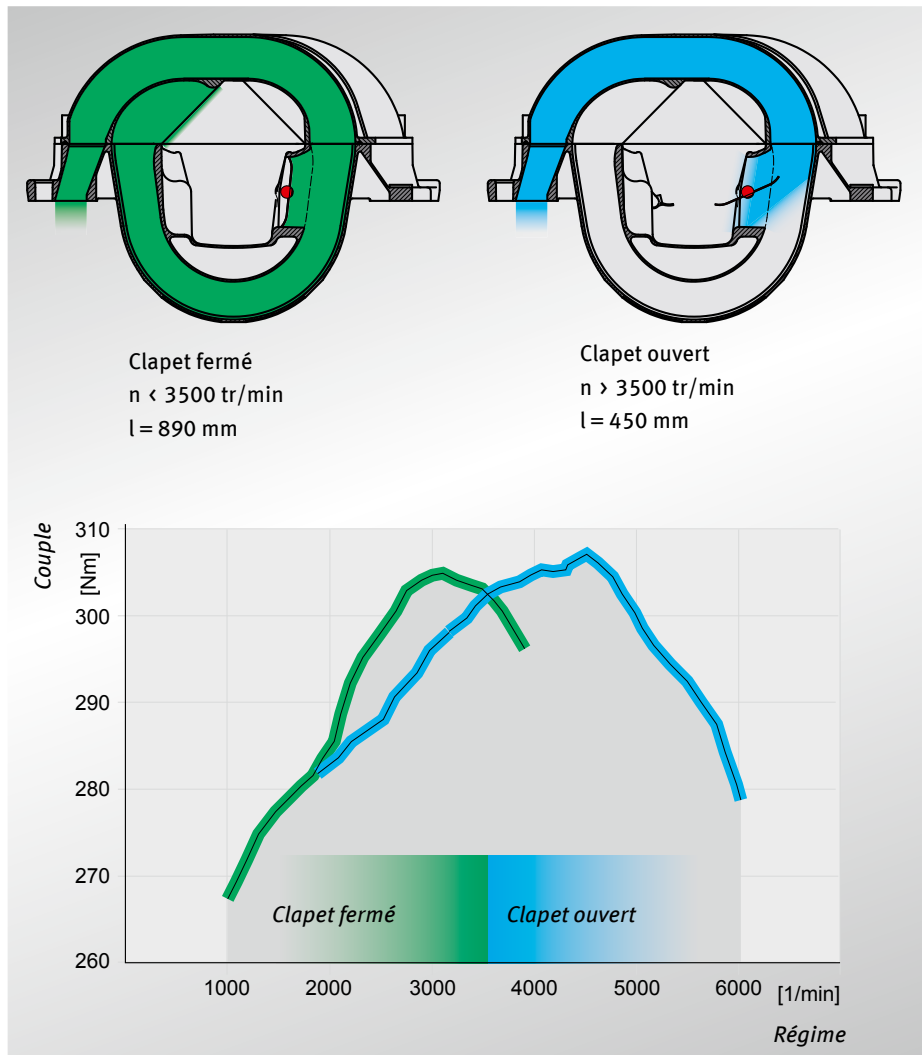 Clapet fermé
n < 3500 tr/min
l = 890 mm
Clapet ouvert
n > 3500 tr/min
l = 450 mm
Couple
[Nm]
310
300
290
280
270
260
Clapet fermé
Clapet ouvert
1000 2000 3000 4000 5000 6000 [1/min]
Régime